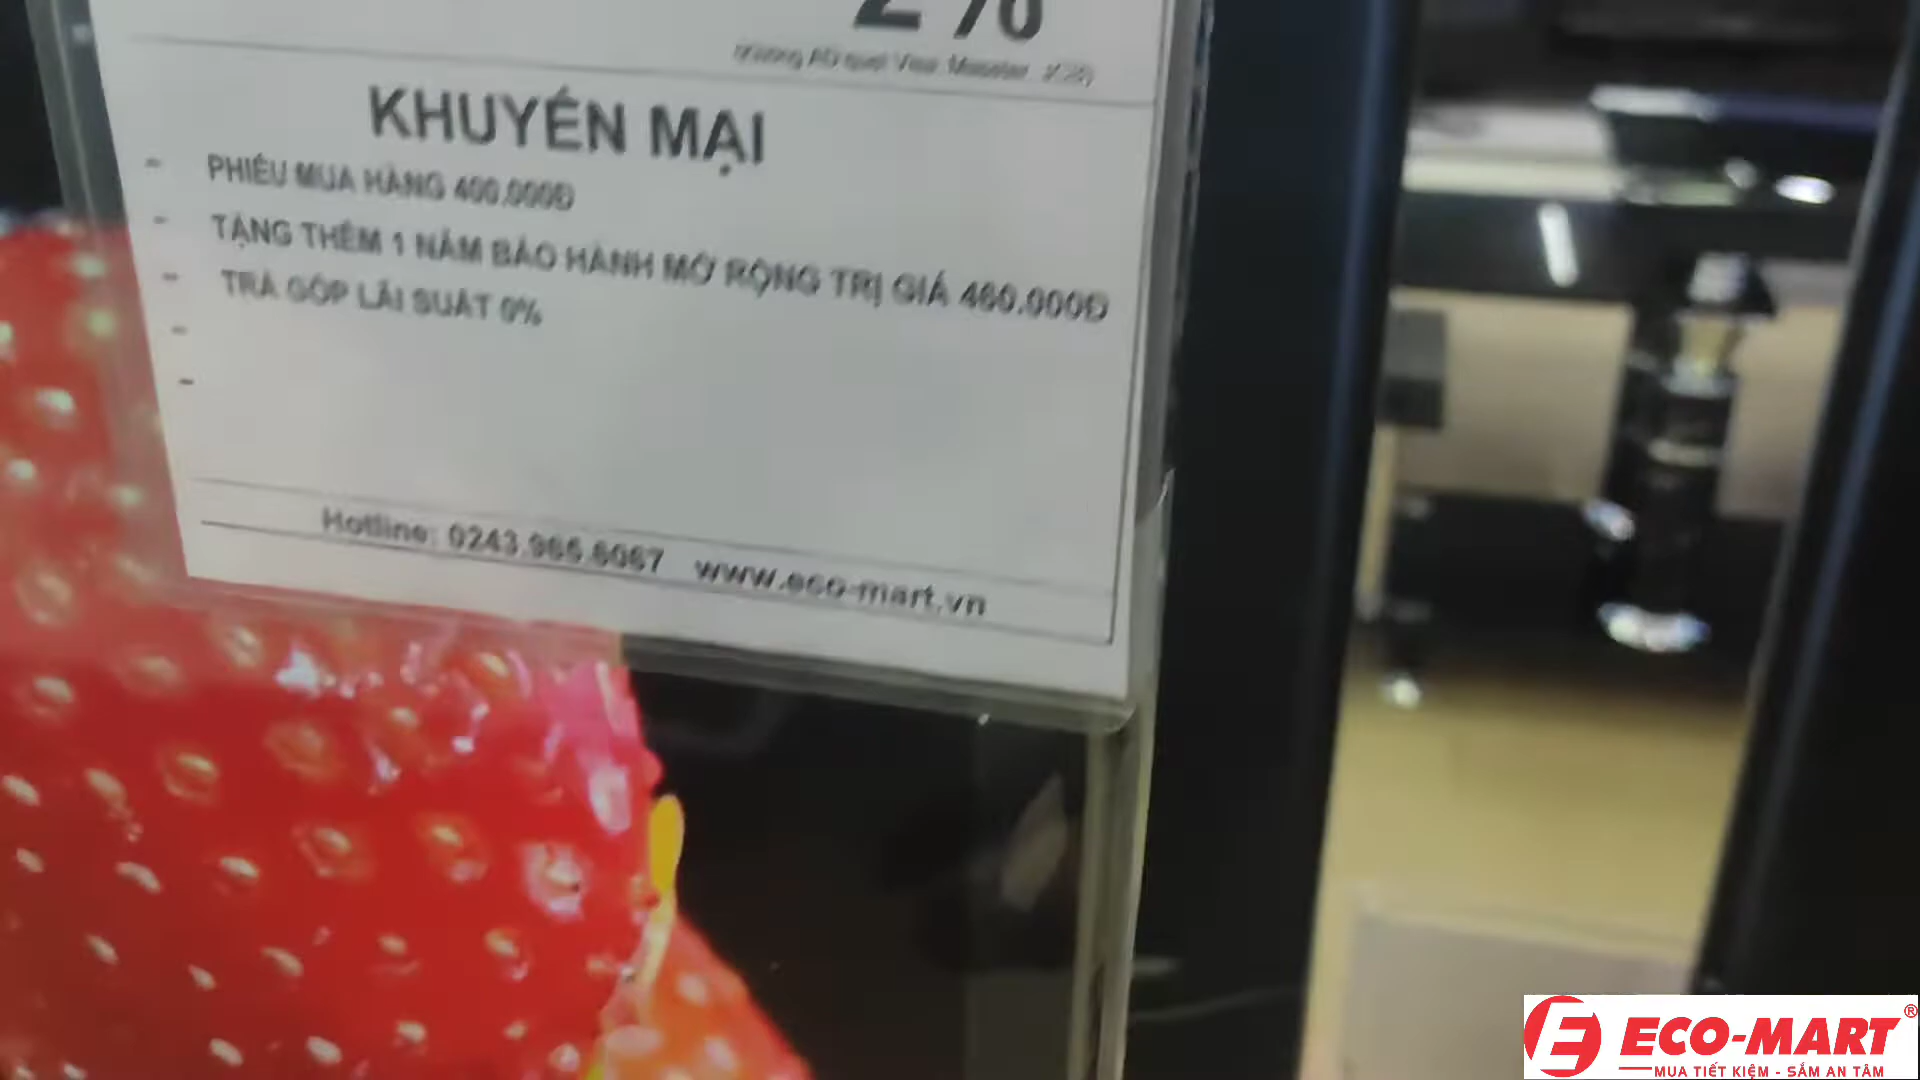 2%
KHUYẾN MẠI
- PHIẾU MUA HÀNG 400.000Đ
- TẶNG THÊM 1 NĂM BẢO HÀNH MỞ RỘNG TRỊ GIÁ 460.000Đ
- TRẢ GÓP LÃI SUẤT 0%
-
-
Hotline: 0243.965.6067 www.eco-mart.vn
ECO-MART®
MUA TIẾT KIỆM - SẮM AN TÂM